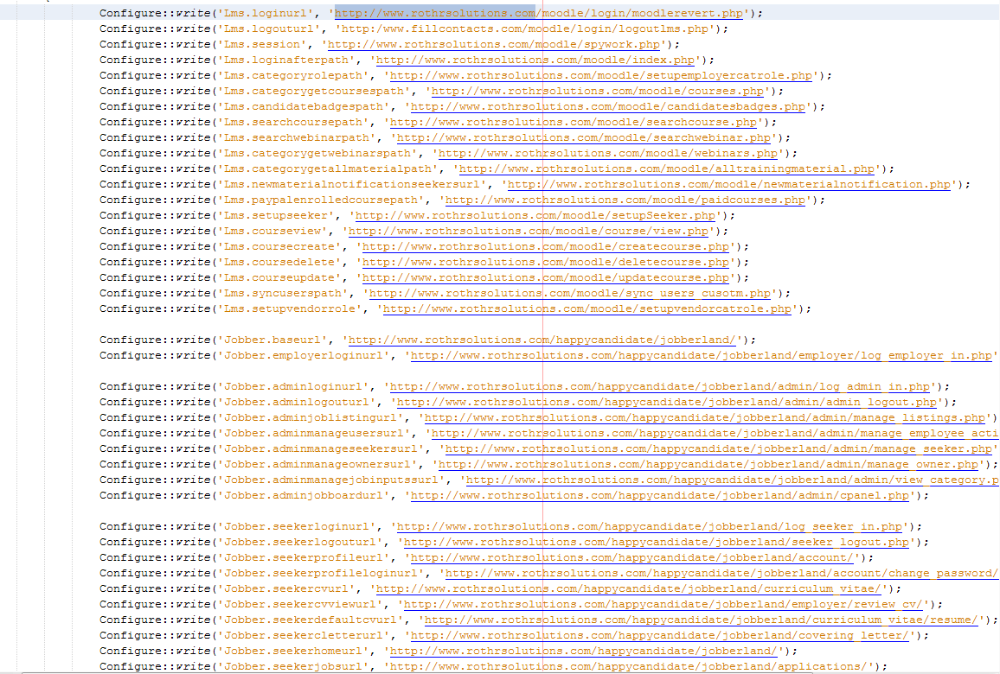 Configure::write('Lms.loginurl', 'http://www.rothrsolutions.com/moodle/login/moodlerevert.php');
Configure::write('Lms.logouturl', 'http:/www.fillcontacts.com/moodle/login/logoutlms.php');
Configure::write('Lms.session', 'http://www.rothrsolutions.com/moodle/spywork.php');
Configure::write('Lms.loginafterpath', 'http://www.rothrsolutions.com/moodle/index.php');
Configure::write('Lms.categoryrolepath', 'http://www.rothrsolutions.com/moodle/setupemployercatrole.php');
Configure::write('Lms.categorygetcoursespath', 'http://www.rothrsolutions.com/moodle/courses.php');
Configure::write('Lms.candidatebadgespath', 'http://www.rothrsolutions.com/moodle/candidatesbadges.php');
Configure::write('Lms.searchcoursepath', 'http://www.rothrsolutions.com/moodle/searchcourse.php');
Configure::write('Lms.searchwebinarpath', 'http://www.rothrsolutions.com/moodle/searchwebinar.php');
Configure::write('Lms.categorygetwebinarspath', 'http://www.rothrsolutions.com/moodle/webinars.php');
Configure::write('Lms.categorygetallmaterialpath', 'http://www.rothrsolutions.com/moodle/alltrainingmaterial.php');
Configure::write('Lms.newmaterialnotificationseekersurl', 'http://www.rothrsolutions.com/moodle/newmaterialnotification.php');
Configure::write('Lms.paypalenrolledcoursepath', 'http://www.rothrsolutions.com/moodle/paidcourses.php');
Configure::write('Lms.setupseeker', 'http://www.rothrsolutions.com/moodle/setupSeeker.php');
Configure::write('Lms.courseview', 'http://www.rothrsolutions.com/moodle/course/view.php');
Configure::write('Lms.coursecreate', 'http://www.rothrsolutions.com/moodle/createcourse.php');
Configure::write('Lms.coursedelete', 'http://www.rothrsolutions.com/moodle/deletecourse.php');
Configure::write('Lms.courseupdate', 'http://www.rothrsolutions.com/moodle/updatecourse.php');
Configure::write('Lms.syncuserspath', 'http://www.rothrsolutions.com/moodle/sync_users_cusotm.php');
Configure::write('Lms.setupvendorrole', 'http://www.rothrsolutions.com/moodle/setupvendorcatrole.php');
Configure::write('Jobber.baseurl', 'http://www.rothrsolutions.com/happycandidate/jobberland/');
Configure::write('Jobber.employerloginurl', 'http://www.rothrsolutions.com/happycandidate/jobberland/employer/log_employer_in.php'
Configure::write('Jobber.adminloginurl', 'http://www.rothrsolutions.com/happycandidate/jobberland/admin/log_admin_in.php');
Configure::write('Jobber.adminlogouturl', 'http://www.rothrsolutions.com/happycandidate/jobberland/admin/admin_logout.php');
Configure::write('Jobber.adminjoblistingurl', 'http://www.rothrsolutions.com/happycandidate/jobberland/admin/manage_listings.php')
Configure::write('Jobber.adminmanageusersurl', 'http://www.rothrsolutions.com/happycandidate/jobberland/admin/manage_employee_acti
Configure::write('Jobber.adminmanageseekersurl', 'http://www.rothrsolutions.com/happycandidate/jobberland/admin/manage_seeker.php'
Configure::write('Jobber.adminmanageownersurl', 'http://www.rothrsolutions.com/happycandidate/jobberland/admin/manage_owner.php');
Configure::write('Jobber.adminmanagejobinputssurl', 'http://www.rothrsolutions.com/happycandidate/jobberland/admin/view_category.p
Configure::write('Jobber.adminjobboardurl', 'http://www.rothrsolutions.com/happycandidate/jobberland/admin/cpanel.php');
Configure::write('Jobber.seekerloginurl', 'http://www.rothrsolutions.com/happycandidate/jobberland/log_seeker_in.php');
Configure::write('Jobber.seekerlogouturl', 'http://www.rothrsolutions.com/happycandidate/jobberland/seeker_logout.php');
Configure::write('Jobber.seekerprofileurl', 'http://www.rothrsolutions.com/happycandidate/jobberland/account/');
Configure::write('Jobber.seekerprofileloginurl', 'http://www.rothrsolutions.com/happycandidate/jobberland/account/change_password/
Configure::write('Jobber.seekercvurl', 'http://www.rothrsolutions.com/happycandidate/jobberland/curriculum_vitae/');
Configure::write('Jobber.seekercvviewurl', 'http://www.rothrsolutions.com/happycandidate/jobberland/employer/review_cv/');
Configure::write('Jobber.seekerdefaultcvurl', 'http://www.rothrsolutions.com/happycandidate/jobberland/curriculum_vitae/resume/');
Configure::write('Jobber.seekercletterurl', 'http://www.rothrsolutions.com/happycandidate/jobberland/covering_letter/');
Configure::write('Jobber.seekerhomeurl', 'http://www.rothrsolutions.com/happycandidate/jobberland/');
Configure::write('Jobber.seekerjobsurl', 'http://www.rothrsolutions.com/happycandidate/jobberland/applications/');